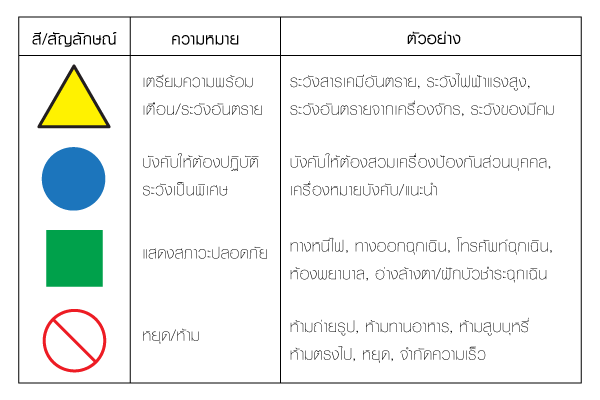 สี/สัญลักษณ์ ความหมาย ตัวอย่าง
เตรียมความพร้อม
เตือน/ระวังอันตราย
ระวังสารเคมีอันตราย, ระวังไฟฟ้าแรงสูง,
ระวังอันตรายจากเครื่องจักร, ระวังของมีคม
บังคับให้ต้องปฏิบัติ
ระวังเป็นพิเศษ
บังคับให้ต้องสวมเครื่องป้องกันส่วนบุคคล,
เครื่องหมายบังคับ/แนะนำ
แสดงสภาวะปลอดภัย
ทางหนีไฟ, ทางออกฉุกเฉิน, โทรศัพท์ฉุกเฉิน,
ห้องพยาบาล, อ่างล้างตา/ฝักบัวชำระฉุกเฉิน
หยุด/ห้าม
ห้ามถ่ายรูป, ห้ามทานอาหาร, ห้ามสูบบุหรี่
ห้ามตรงไป, หยุด, จำกัดความเร็ว